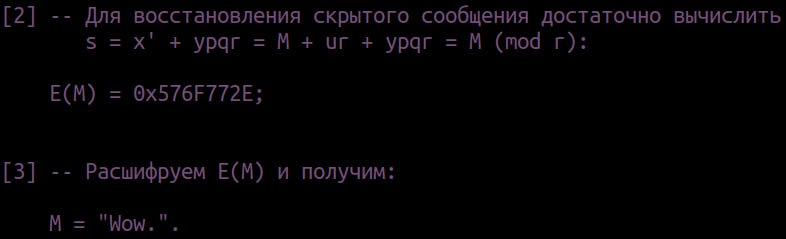 [2] -- Для восстановления скрытого сообщения достаточно вычислить
s = x' + ypqr = M + ur + ypqr = M (mod r):
E(M) = 0x576F772E;
[3] -- Расшифруем E(M) и получим:
M = "Wow.".